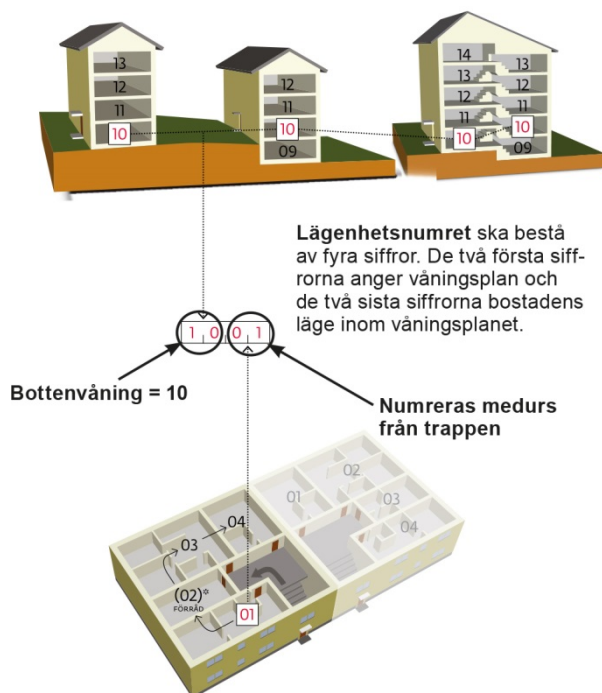 13
12
11
10
12
11
10
09
14
13
12
11
10
13
12
11
10
09
Lägenhetsnumret ska bestå
av fyra siffror. De två första siff-
rorna anger våningsplan och
de två sista siffrorna bostadens
läge inom våningsplanet.
1 0 0 1
Bottenvåning = 10
Numreras medurs
från trappen
02
01
03
04
04
03
(02)*
FÖRRÅD
01